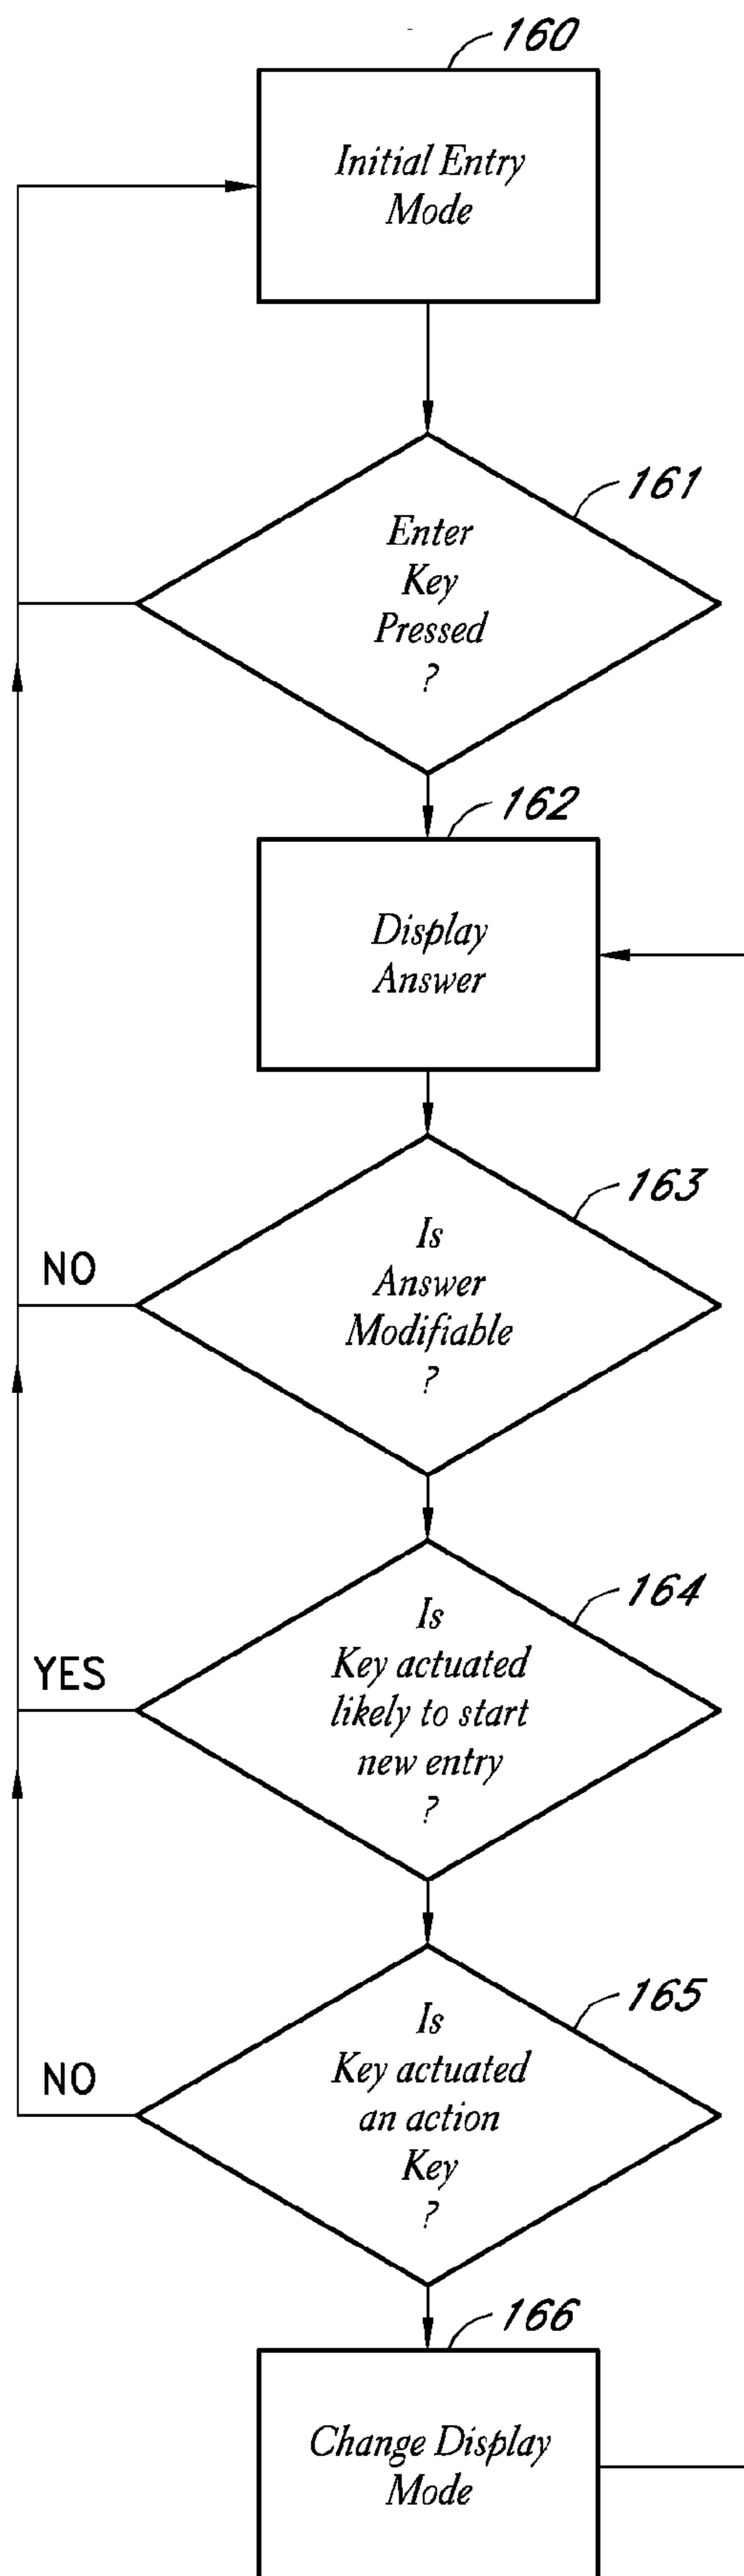 160
Initial Entry
Mode
161
Enter
Key
Pressed
?
162
Display
Answer
163
Is
Answer
Modifiable
?
NO
164
Is
Key actuated
likely to start
new entry
?
YES
165
Is
Key actuated
an action
Key
?
NO
166
Change Display
Mode